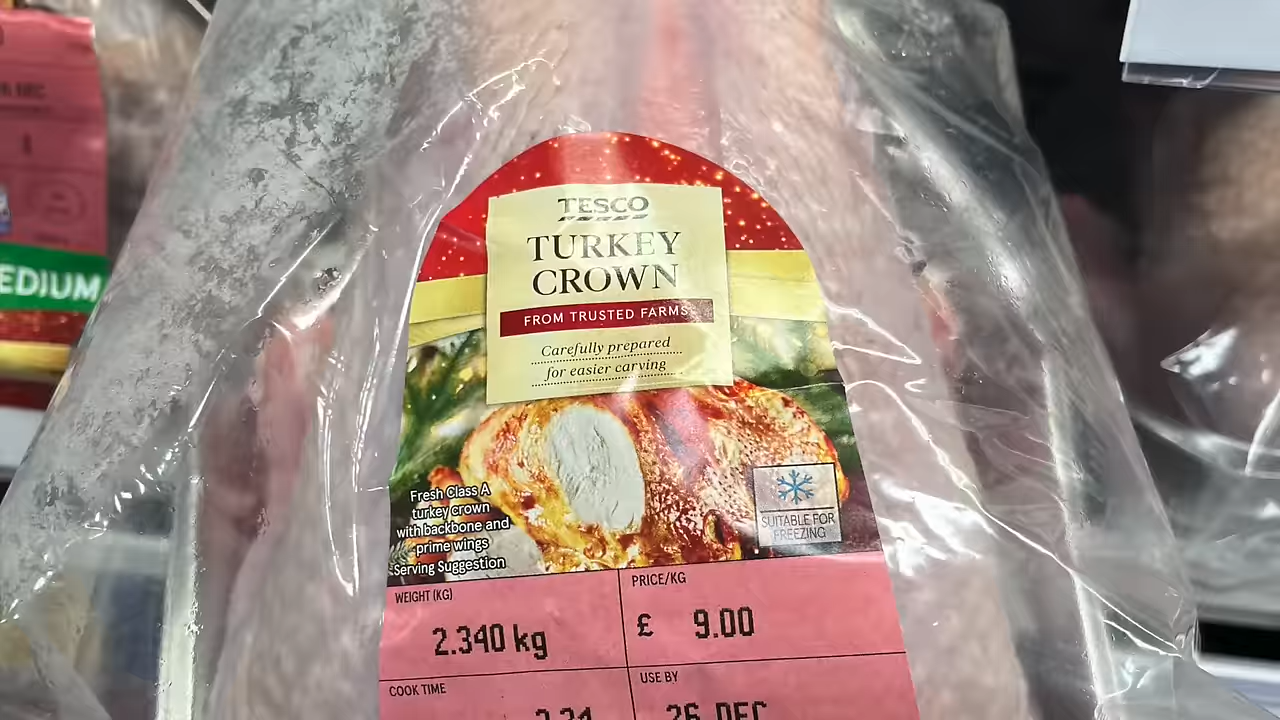 EDIUM
TESCO
TURKEY
CROWN
FROM TRUSTED FARMS
Carefully prepared
for easier carving
Fresh Class A
turkey crown
with backbone and
prime wings
Serving Suggestion
SUITABLE FOR
FREEZING
WEIGHT (KG)
2.340 kg
PRICE/KG
£ 9.00
COOK TIME
USE BY
26 DEC